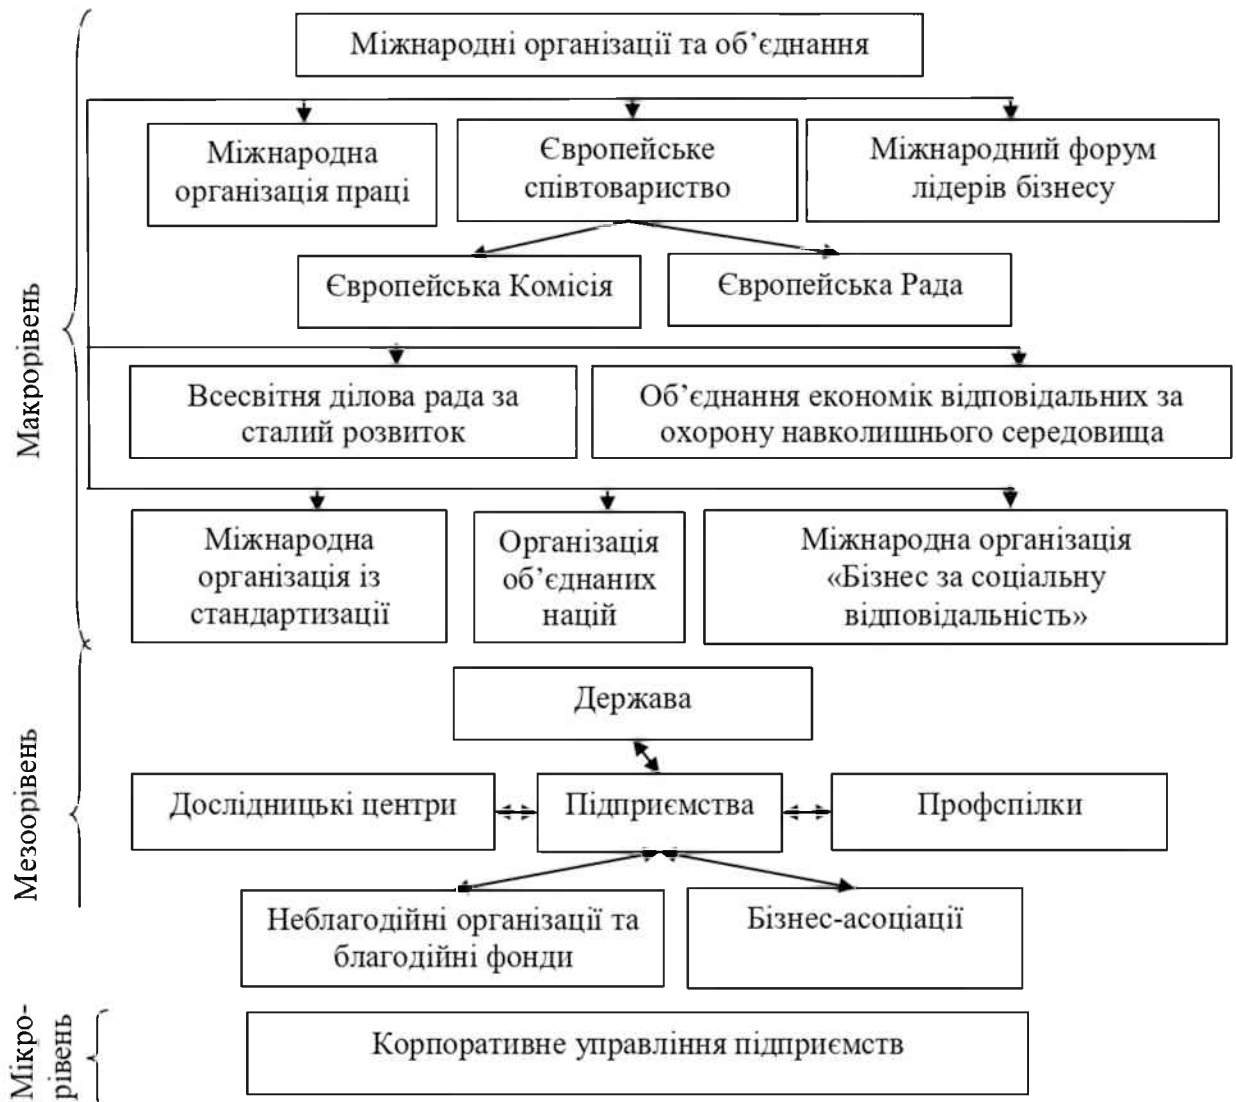 Міжнародні організації та об’єднання
Міжнародна
організація праці
Європейське
співтовариство
Міжнародний форум
лідерів бізнесу
Європейська Комісія
Європейська Рада
Макрорівень
Всесвітня ділова рада за
сталий розвиток
Об’єднання економік відповідальних за
охорону навколишнього середовища
Міжнародна
організація із
стандартизації
Організація
об’єднаних
націй
Міжнародна організація
«Бізнес за соціальну
відповідальність»
Мезоорівень
Держава
Дослідницькі центри
Підприємства
Профспілки
Неблагодійні організації та
благодійні фонди
Бізнес-асоціації
Мікро-
рівень
Корпоративне управління підприємств